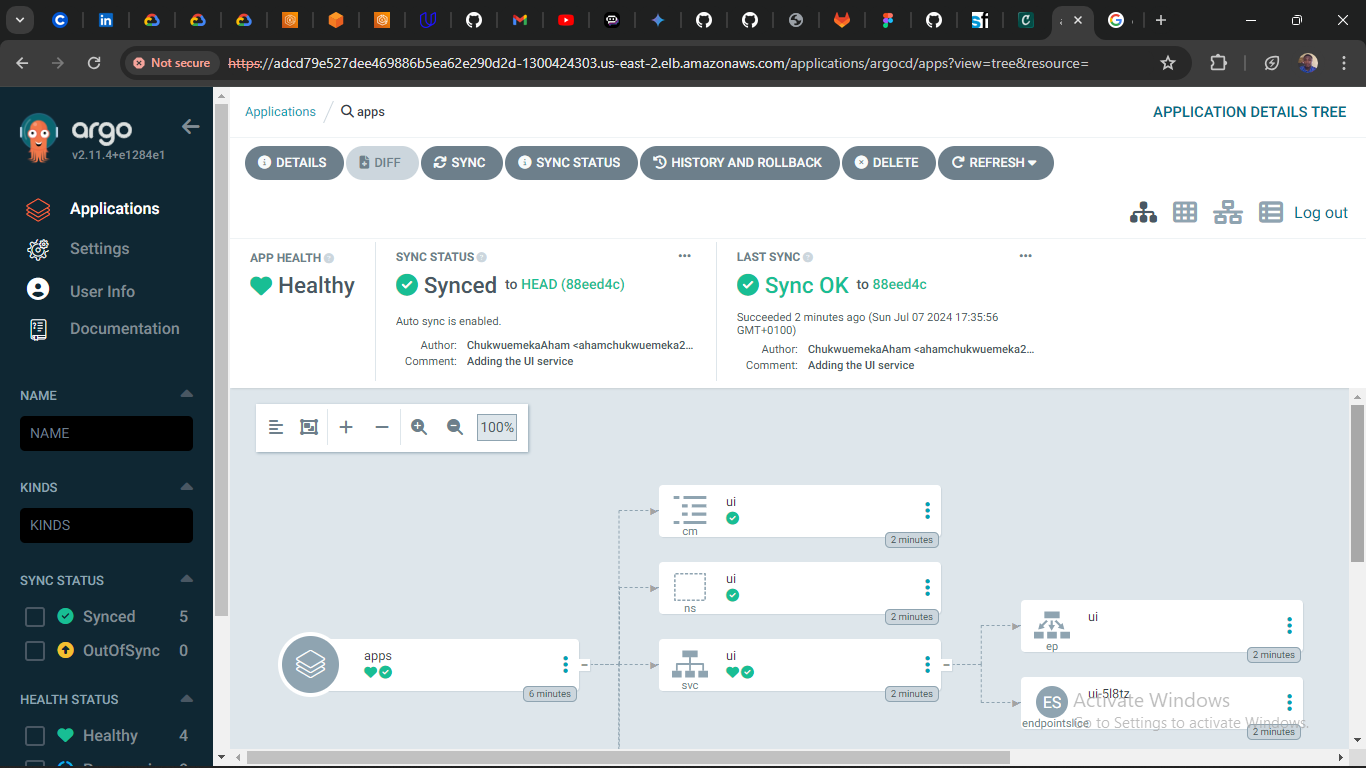 Not secure
https://adcd79e527dee469886b5ea62e290d2d-1300424303.us-east-2.elb.amazonaws.com/applications/argocd/apps?view=tree&resource=
argo
v2.11.4+e1284e1
Applications
Settings
User Info
Documentation
NAME
NAME
KINDS
KINDS
SYNC STATUS
Synced 5
OutOfSync 0
HEALTH STATUS
Healthy 4
Applications / apps
APPLICATION DETAILS TREE
DETAILS DIFF SYNC SYNC STATUS HISTORY AND ROLLBACK DELETE REFRESH
Log out
APP HEALTH
Healthy
SYNC STATUS
Synced to HEAD (88eed4c)
Auto sync is enabled.
Author: ChukwuemekaAham <ahamchukwuemeka2...
Comment: Adding the UI service
LAST SYNC
Sync OK to 88eed4c
Succeeded 2 minutes ago (Sun Jul 07 2024 17:35:56
GMT+0100)
Author: ChukwuemekaAham <ahamchukwuemeka2...
Comment: Adding the UI service
100%
apps
6 minutes
ui
cm
2 minutes
ui
ns
2 minutes
ui
svc
2 minutes
ui
ep
2 minutes
ES
ui-5l8tz
endpointslice
2 minutes
Activate Windows
Go to Settings to activate Windows.